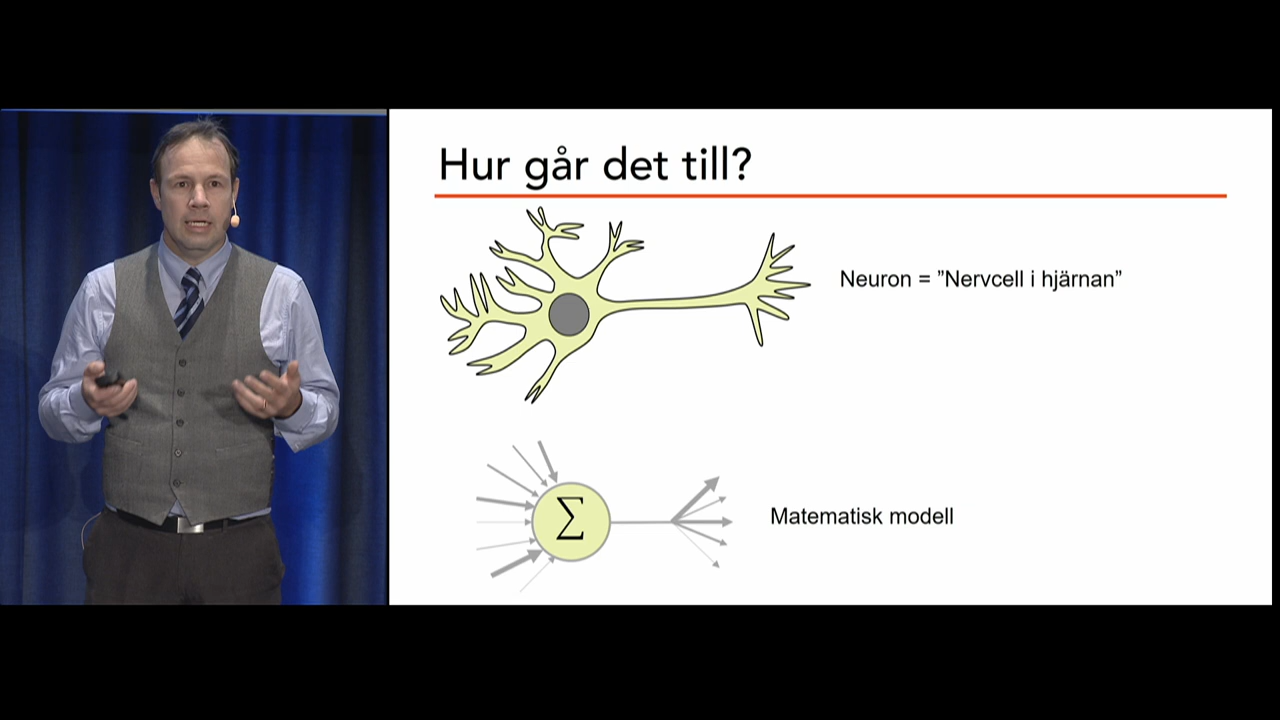 Hur går det till?
Neuron = ”Nervcell i hjärnan”
∑
Matematisk modell